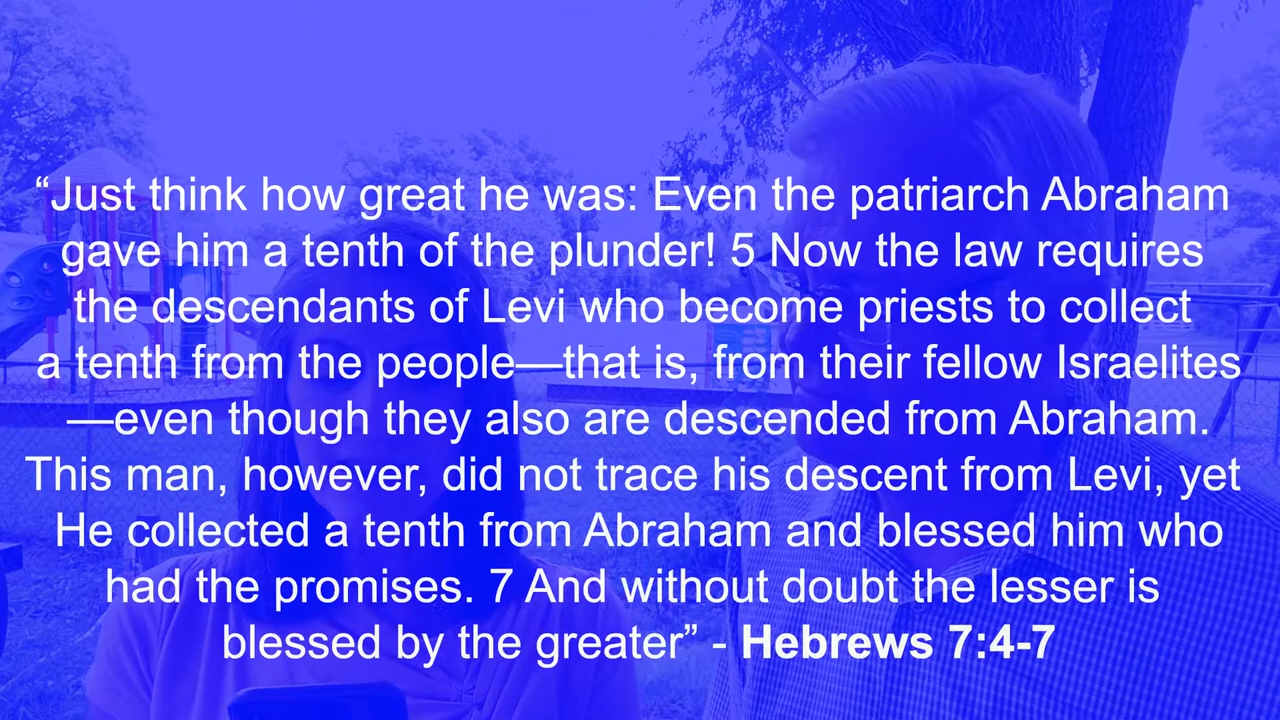 “Just think how great he was: Even the patriarch Abraham
gave him a tenth of the plunder! 5 Now the law requires
the descendants of Levi who become priests to collect
a tenth from the people—that is, from their fellow Israelites
—even though they also are descended from Abraham.
This man, however, did not trace his descent from Levi, yet
He collected a tenth from Abraham and blessed him who
had the promises. 7 And without doubt the lesser is
blessed by the greater” - Hebrews 7:4-7